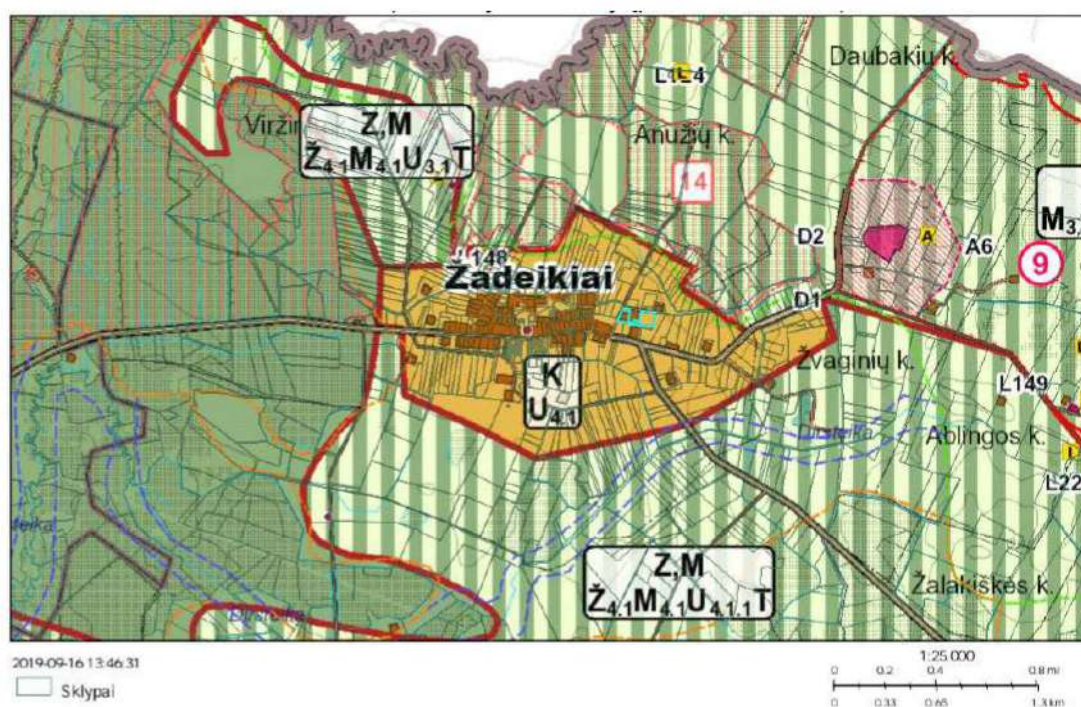 Daubakių k.
Anužių k.
Z,M
Ž4.1M4.1U3.1T
14
D2
A
A6
9
M3.
L148
Žadeikiai
D1
Žvaginių k.
K
U4.1
L149
Ablingos k.
I
L22
Z,M
Ž4.1M4.1U4.1.1T
Žalakiškės k.
2019-09-16 13:46:31
Sklypai
1:25 000
0 0.2 0.4 0.8 mi
0 0.33 0.65 1.3 km